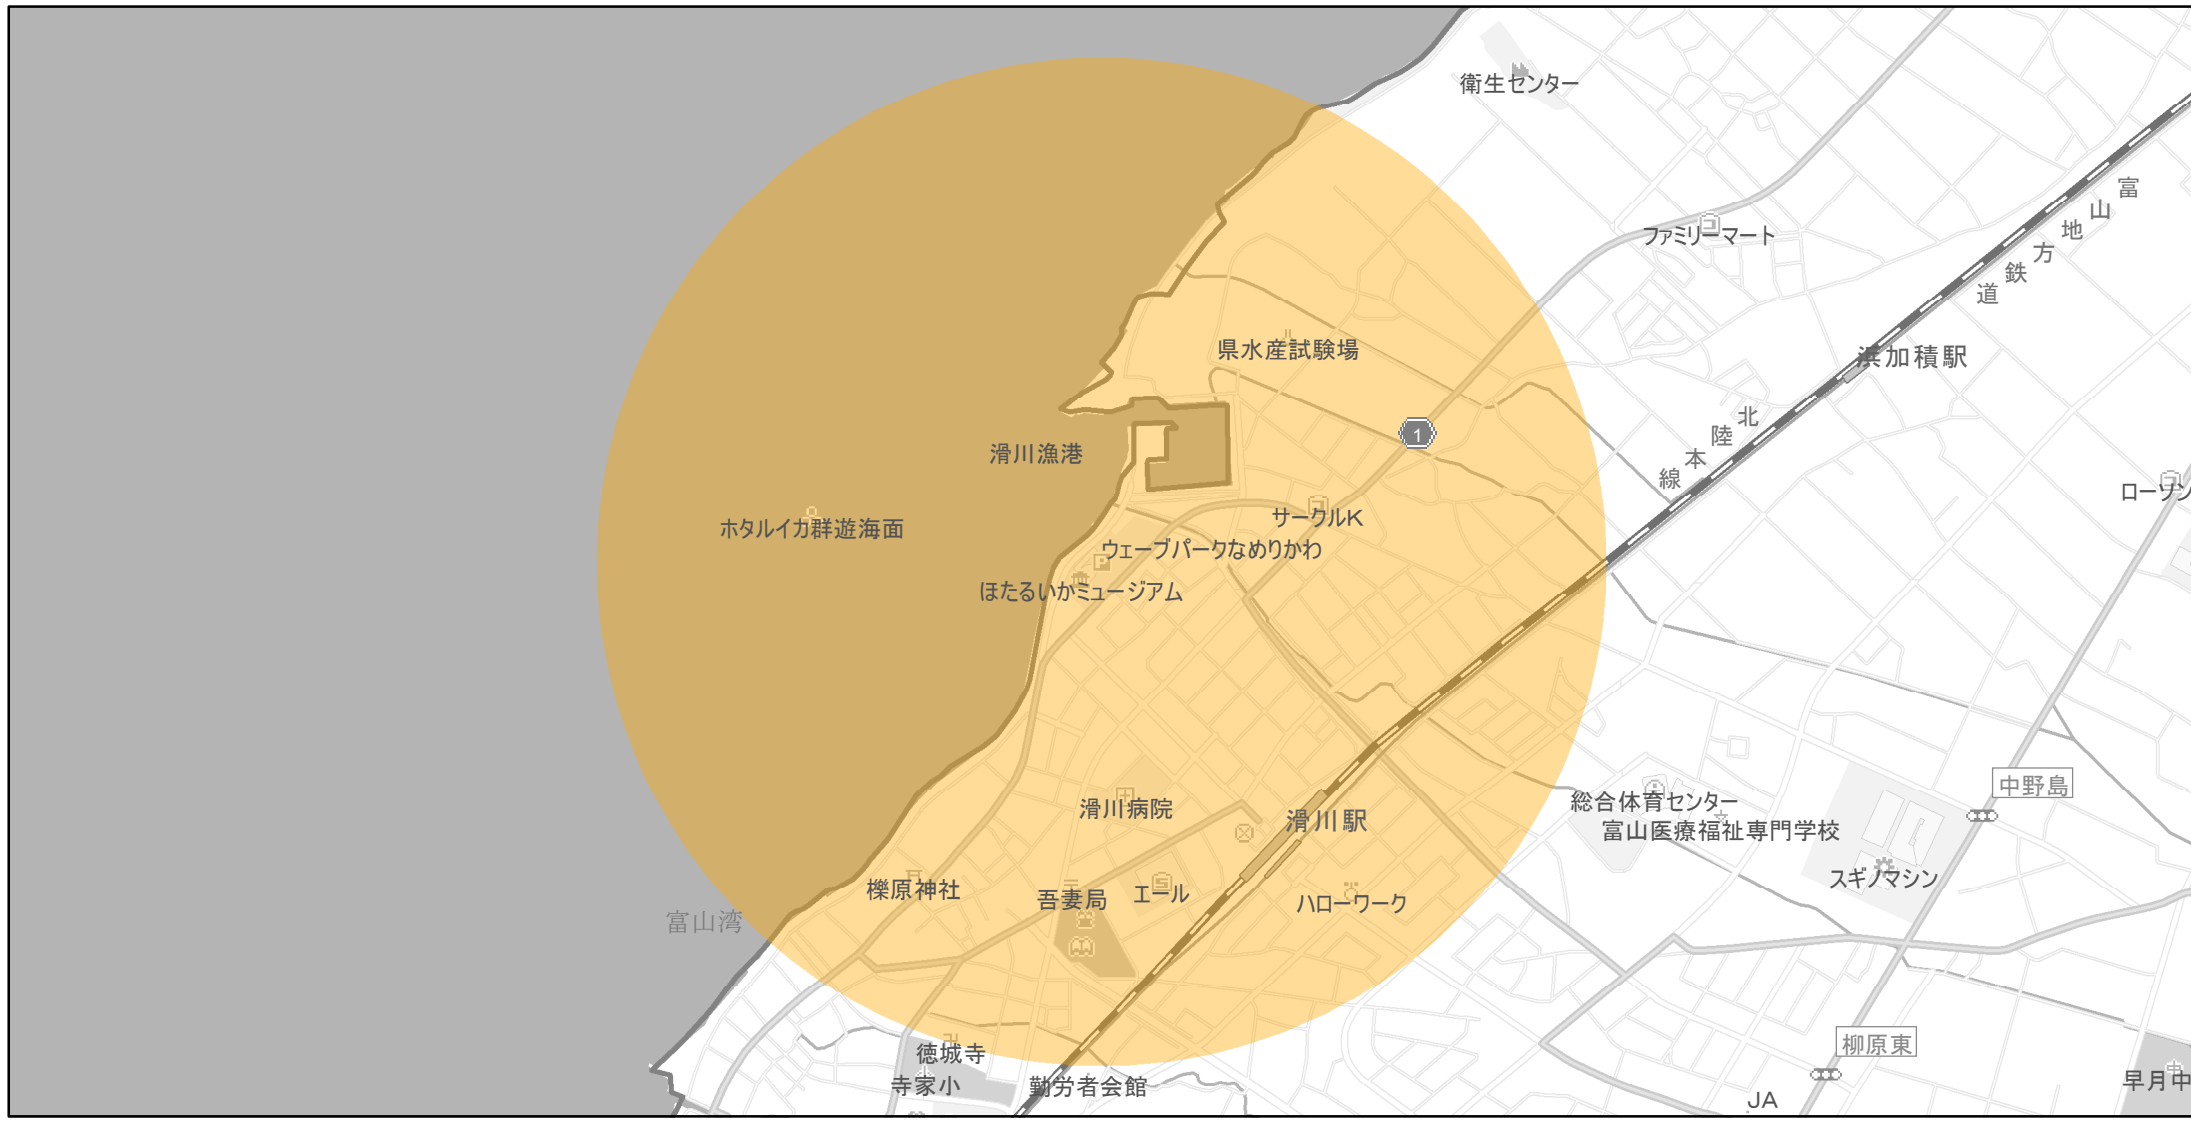 衛生センター
ファミリーマート
富山地方鉄道
県水産試験場
浜加積駅
北陸本線
1
滑川漁港
ローソン
サークルK
ホタルイカ群遊海面
ウェーブパークなめりかわ
P
ほたるいかミュージアム
中野島
滑川病院
滑川駅
総合体育センター
富山医療福祉専門学校
スギノマシン
櫟原神社
吾妻局
エール
ハローワーク
富山湾
柳原東
徳城寺
寺家小
勤労者会館
早月中
JA